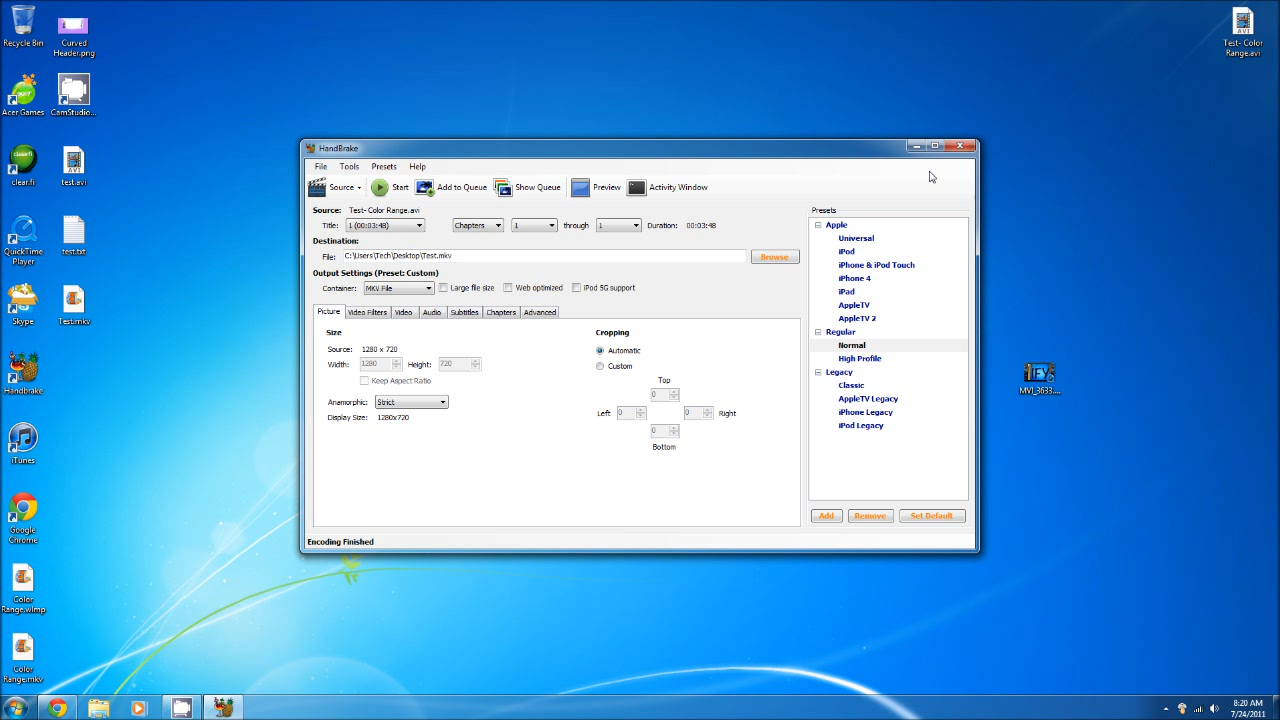 Recycle Bin
Curved
Header.png
Test- Color
Range.avi
Acer Games
CamStudio...
HandBrake
File Tools Presets Help
Source Start Add to Queue Show Queue Preview Activity Window
Source: Test- Color Range.avi
Title: 1 (00:03:48) Chapters 1 through 1 Duration: 00:03:48
Destination:
File: C:\Users\Tech\Desktop\Test.mkv Browse
Output Settings (Preset: Custom)
Container: MKV File Large file size Web optimized iPod 5G support
Picture Video Filters Video Audio Subtitles Chapters Advanced
Size
Source: 1280 x 720
Width: 1280 Height: 720
Keep Aspect Ratio
Anamorphic: Strict
Display Size: 1280x720
Cropping
Automatic
Custom
Top
0
Left 0 0 Right
0
Bottom
Presets
Apple
Universal
iPod
iPhone & iPod Touch
iPhone 4
iPad
AppleTV
AppleTV 2
Regular
Normal
High Profile
Legacy
Classic
AppleTV Legacy
iPhone Legacy
iPod Legacy
Add Remove Set Default
Encoding Finished
clear.fi
test.avi
QuickTime
Player
test.txt
Skype
Test.mkv
Handbrake
iTunes
Google
Chrome
Color
Range.wlmp
Color
Range.mkv
MVI_3633....
8:20 AM
7/24/2011